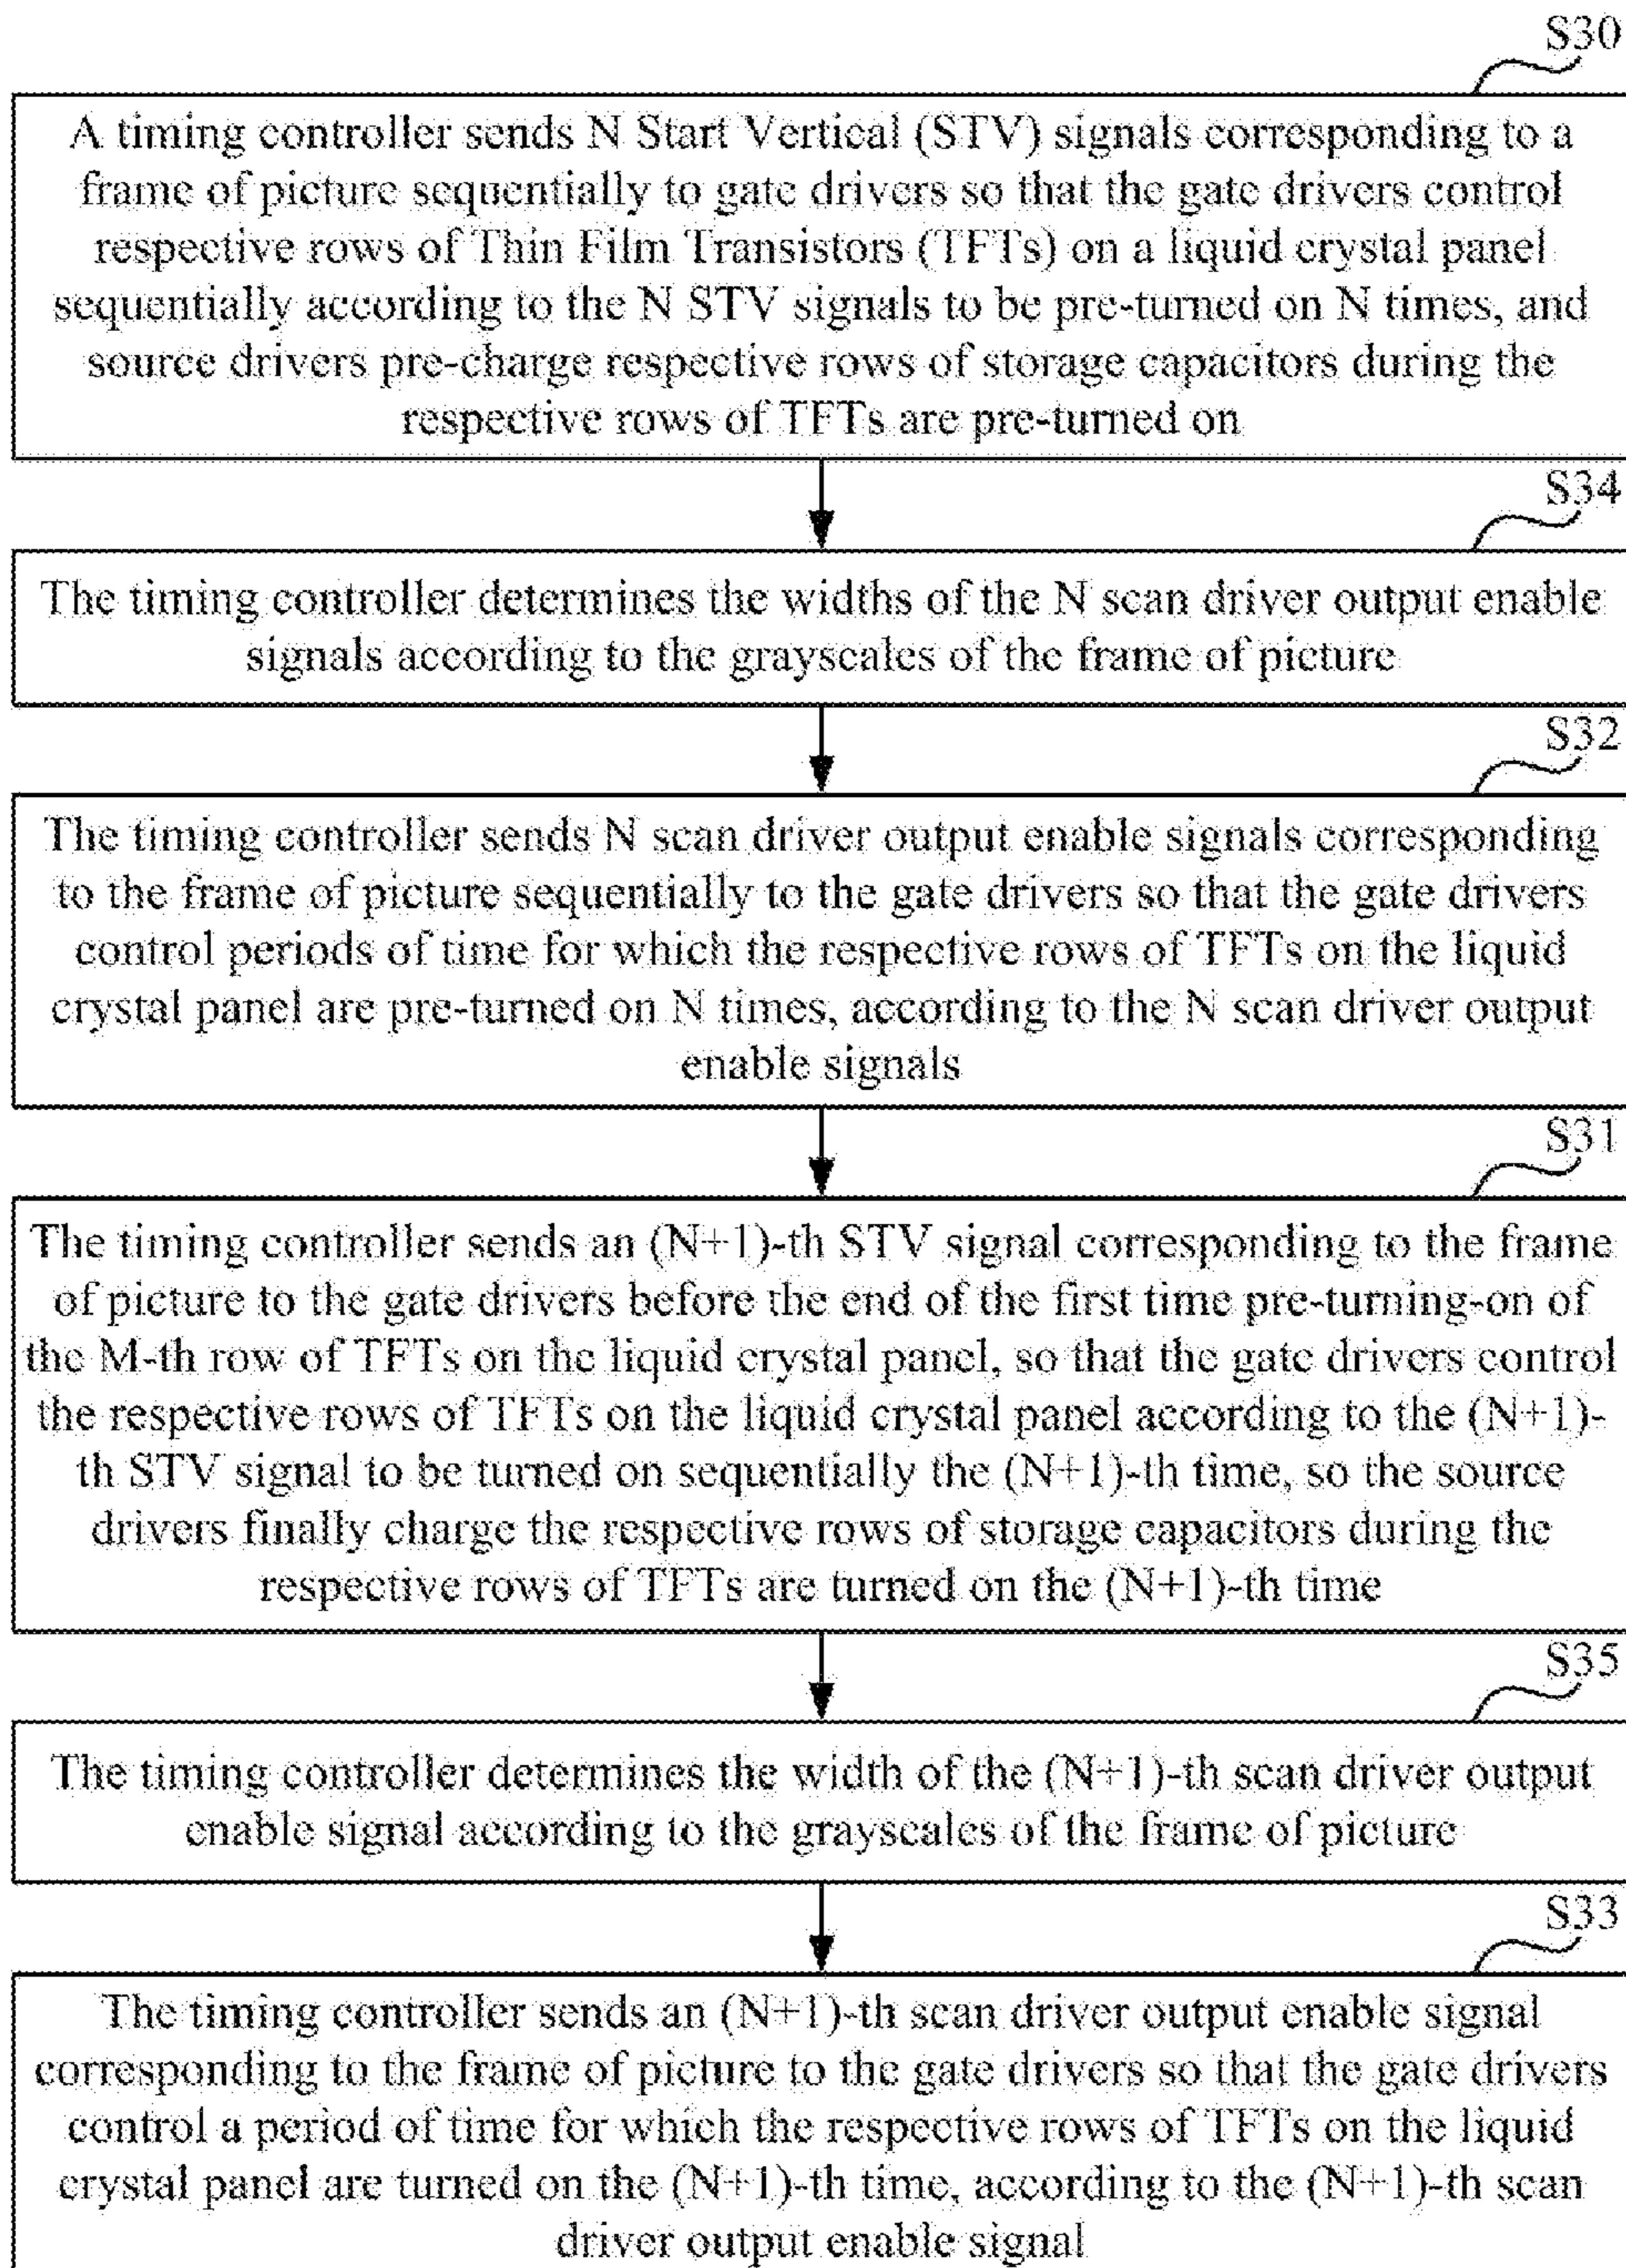 S30
A timing controller sends N Start Vertical (STV) signals corresponding to a
frame of picture sequentially to gate drivers so that the gate drivers control
respective rows of Thin Film Transistors (TFTs) on a liquid crystal panel
sequentially according to the N STV signals to be pre-turned on N times, and
source drivers pre-charge respective rows of storage capacitors during the
respective rows of TFTs are pre-turned on
S34
The timing controller determines the widths of the N scan driver output enable
signals according to the grayscales of the frame of picture
S32
The timing controller sends N scan driver output enable signals corresponding
to the frame of picture sequentially to the gate drivers so that the gate drivers
control periods of time for which the respective rows of TFTs on the liquid
crystal panel are pre-turned on N times, according to the N scan driver output
enable signals
S31
The timing controller sends an (N+1)-th STV signal corresponding to the frame
of picture to the gate drivers before the end of the first time pre-turning-on of
the M-th row of TFTs on the liquid crystal panel, so that the gate drivers control
the respective rows of TFTs on the liquid crystal panel according to the (N+1)-
th STV signal to be turned on sequentially the (N+1)-th time, so the source
drivers finally charge the respective rows of storage capacitors during the
respective rows of TFTs are turned on the (N+1)-th time
S35
The timing controller determines the width of the (N+1)-th scan driver output
enable signal according to the grayscales of the frame of picture
S33
The timing controller sends an (N+1)-th scan driver output enable signal
corresponding to the frame of picture to the gate drivers so that the gate drivers
control a period of time for which the respective rows of TFTs on the liquid
crystal panel are turned on the (N+1)-th time, according to the (N+1)-th scan
driver output enable signal